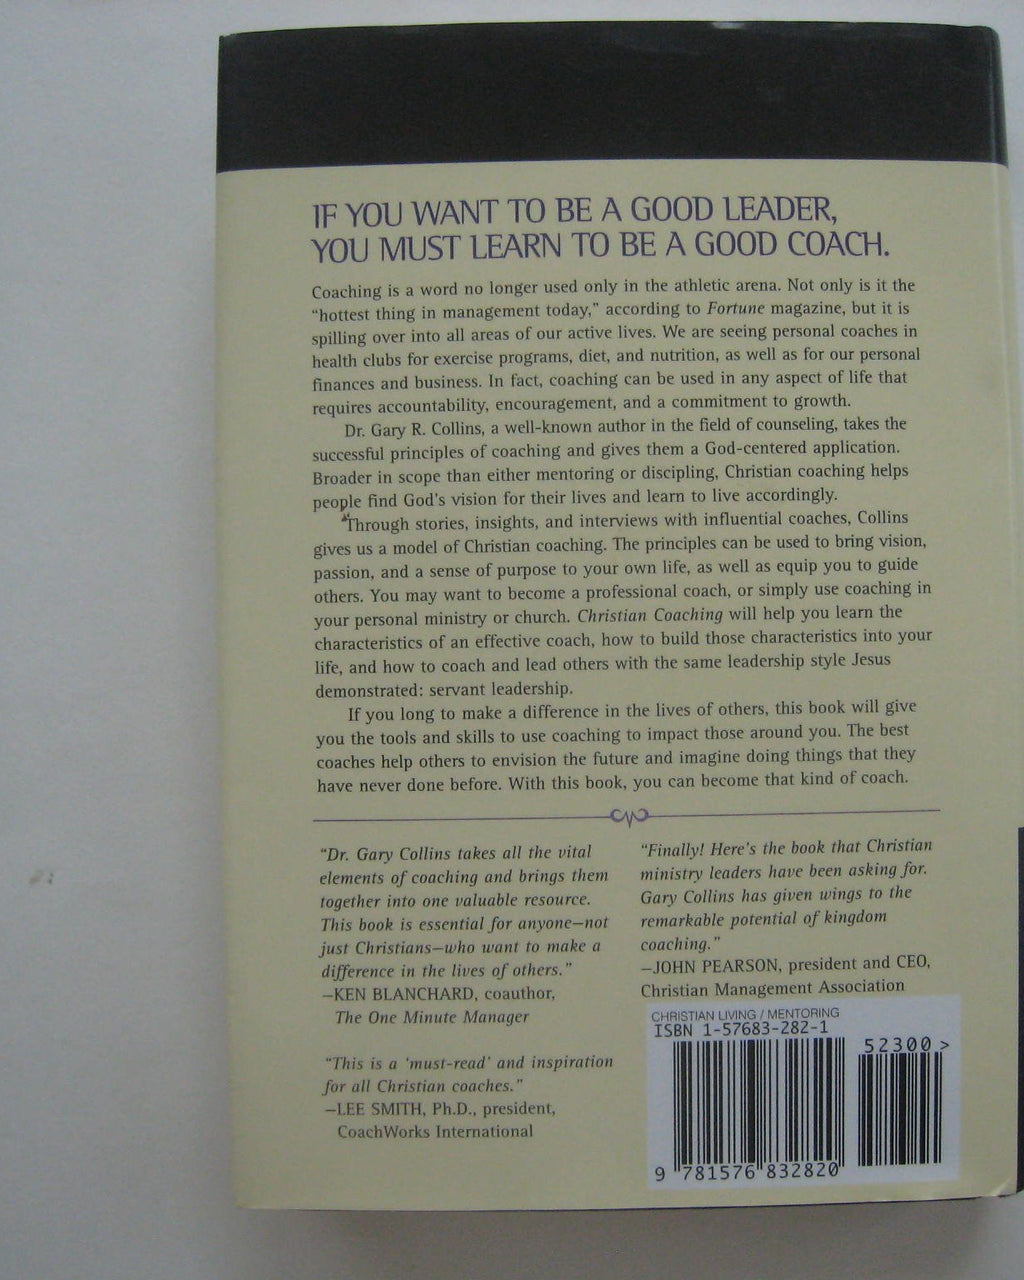 IF YOU WANT TO BE A GOOD LEADER,
YOU MUST LEARN TO BE A GOOD COACH.
Coaching is a word no longer used only in the athletic arena. Not only is it the
“hottest thing in management today,” according to Fortune magazine, but it is
spilling over into all areas of our active lives. We are seeing personal coaches in
health clubs for exercise programs, diet, and nutrition, as well as for our personal
finances and business. In fact, coaching can be used in any aspect of life that
requires accountability, encouragement, and a commitment to growth.
Dr. Gary R. Collins, a well-known author in the field of counseling, takes the
successful principles of coaching and gives them a God-centered application.
Broader in scope than either mentoring or discipling, Christian coaching helps
people find God's vision for their lives and learn to live accordingly.
Through stories, insights, and interviews with influential coaches, Collins
gives us a model of Christian coaching. The principles can be used to bring vision,
passion, and a sense of purpose to your own life, as well as equip you to guide
others. You may want to become a professional coach, or simply use coaching in
your personal ministry or church. Christian Coaching will help you learn the
characteristics of an effective coach, how to build those characteristics into your
life, and how to coach and lead others with the same leadership style Jesus
demonstrated: servant leadership.
If you long to make a difference in the lives of others, this book will give
you the tools and skills to use coaching to impact those around you. The best
coaches help others to envision the future and imagine doing things that they
have never done before. With this book, you can become that kind of coach.
“Dr. Gary Collins takes all the vital
elements of coaching and brings them
together into one valuable resource.
This book is essential for anyone—not
just Christians—who want to make a
difference in the lives of others.”
—KEN BLANCHARD, coauthor,
The One Minute Manager
“This is a ‘must-read’ and inspiration
for all Christian coaches.”
—LEE SMITH, Ph.D., president,
CoachWorks International
“Finally! Here's the book that Christian
ministry leaders have been asking for.
Gary Collins has given wings to the
remarkable potential of kingdom
coaching.”
—JOHN PEARSON, president and CEO,
Christian Management Association
CHRISTIAN LIVING / MENTORING
ISBN 1-57683-282-1
52300 >
9 781576 832820